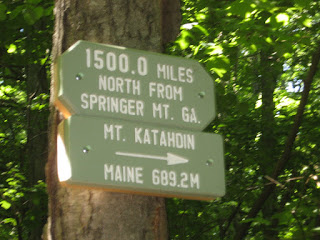 1500.0 MILES
NORTH FROM
SPRINGER MT. GA.
MT. KATAHDIN
MAINE 689.2M